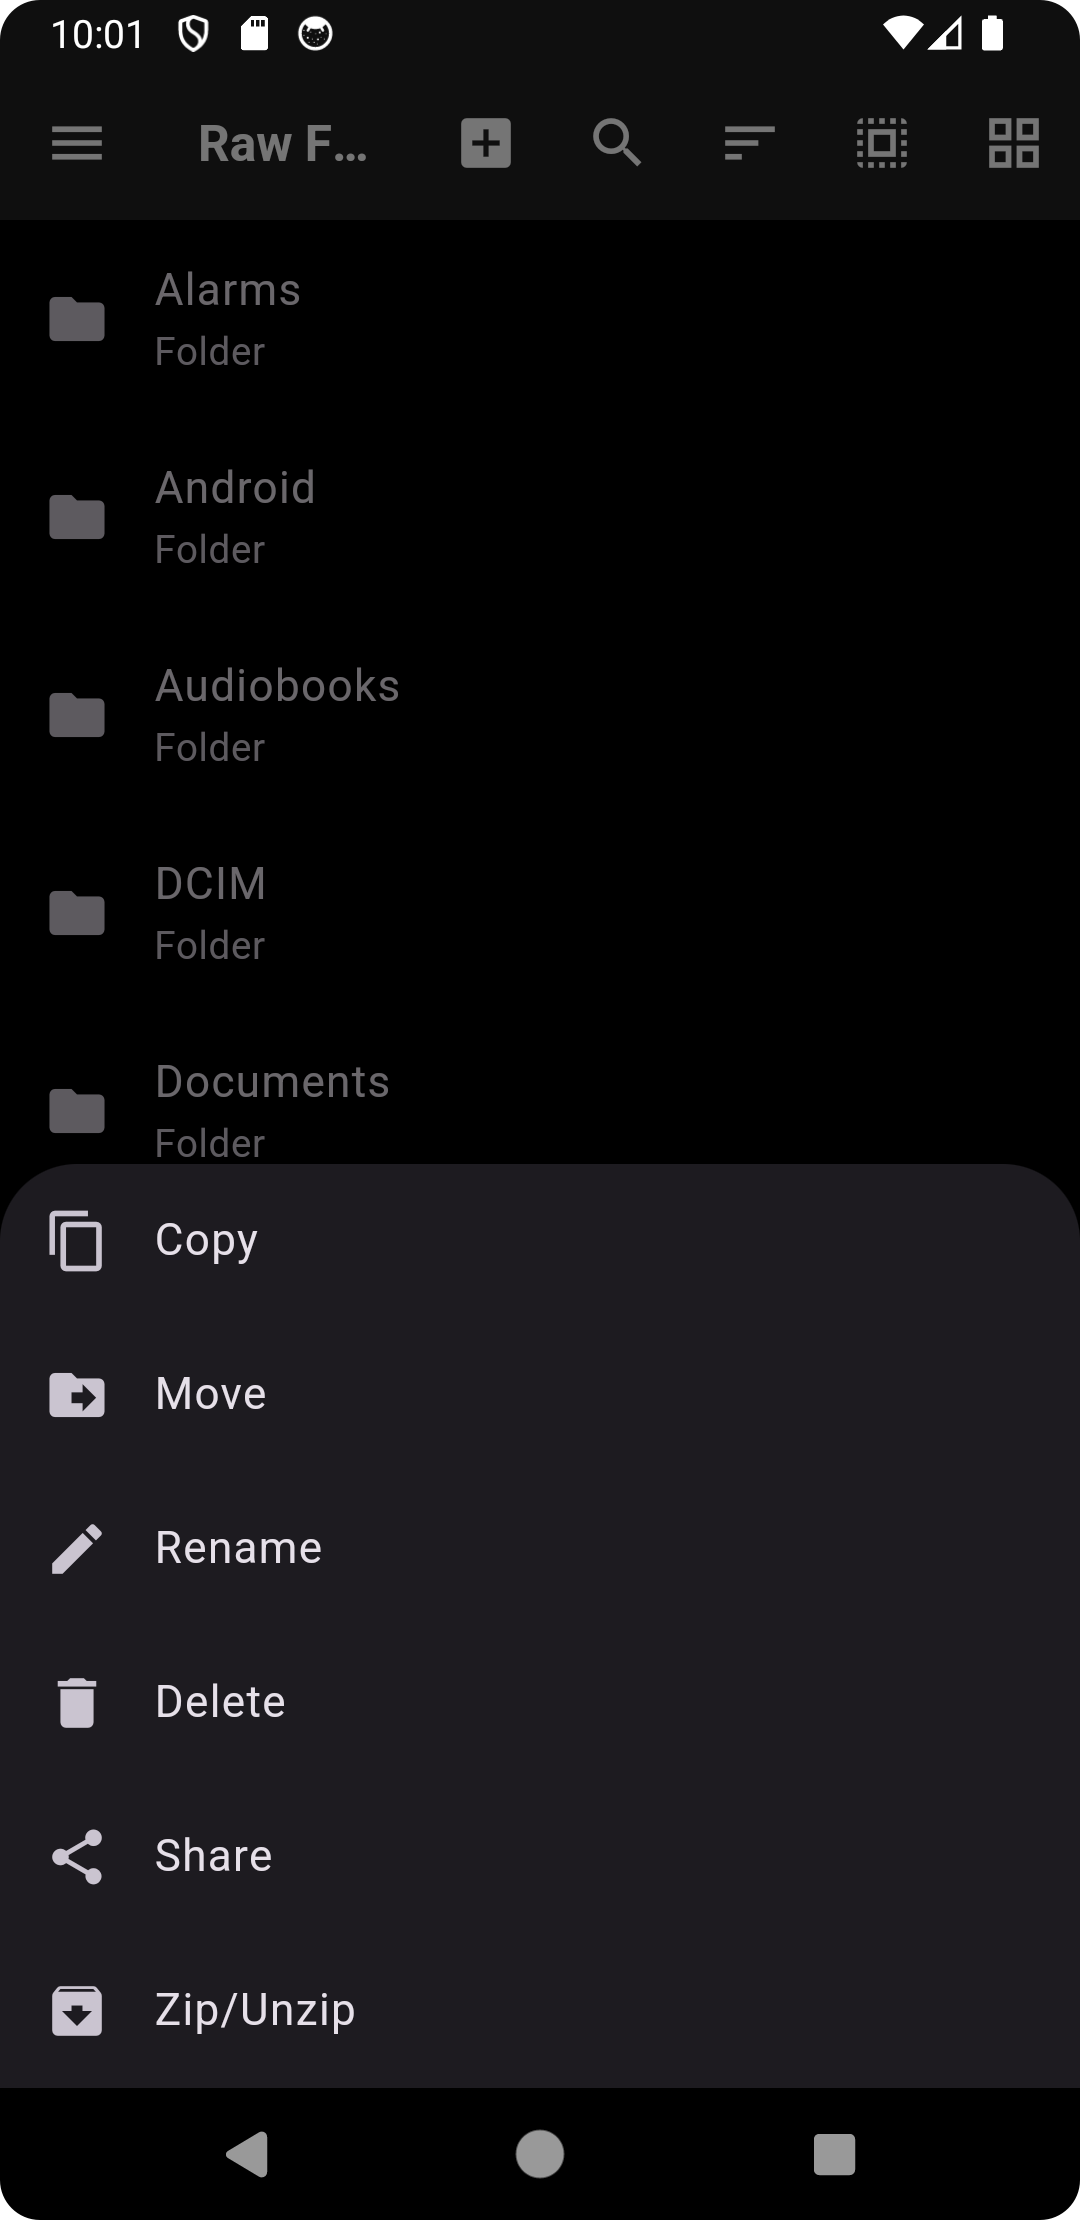 10:01
Raw F...
Alarms
Folder
Android
Folder
Audiobooks
Folder
DCIM
Folder
Documents
Folder
Copy
Move
Rename
Delete
Share
Zip/Unzip